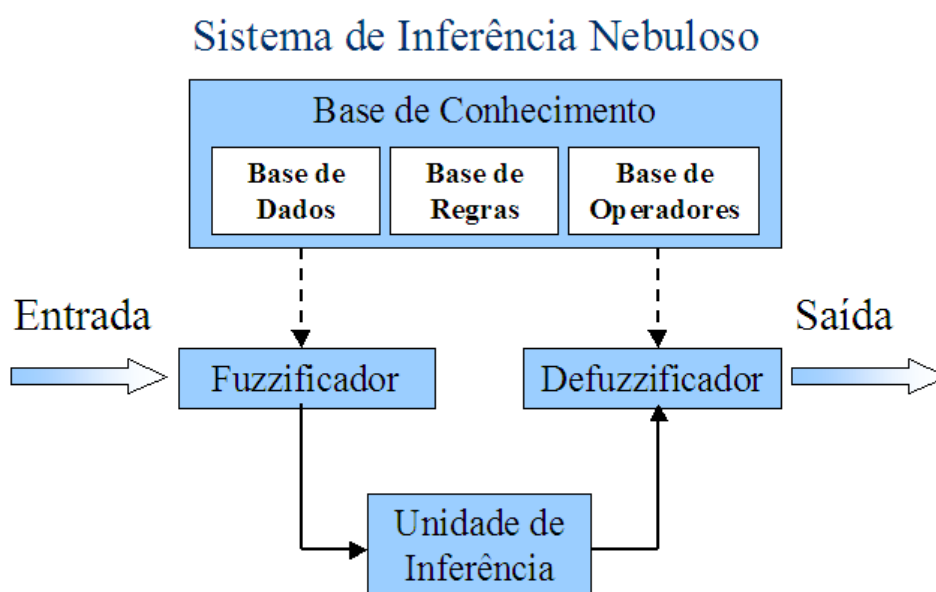 Sistema de Inferência Nebuloso
Base de Conhecimento
Base de
Dados
Base de
Regras
Base de
Operadores
Entrada
Saída
Fuzzificador
Defuzzificador
Unidade de
Inferência